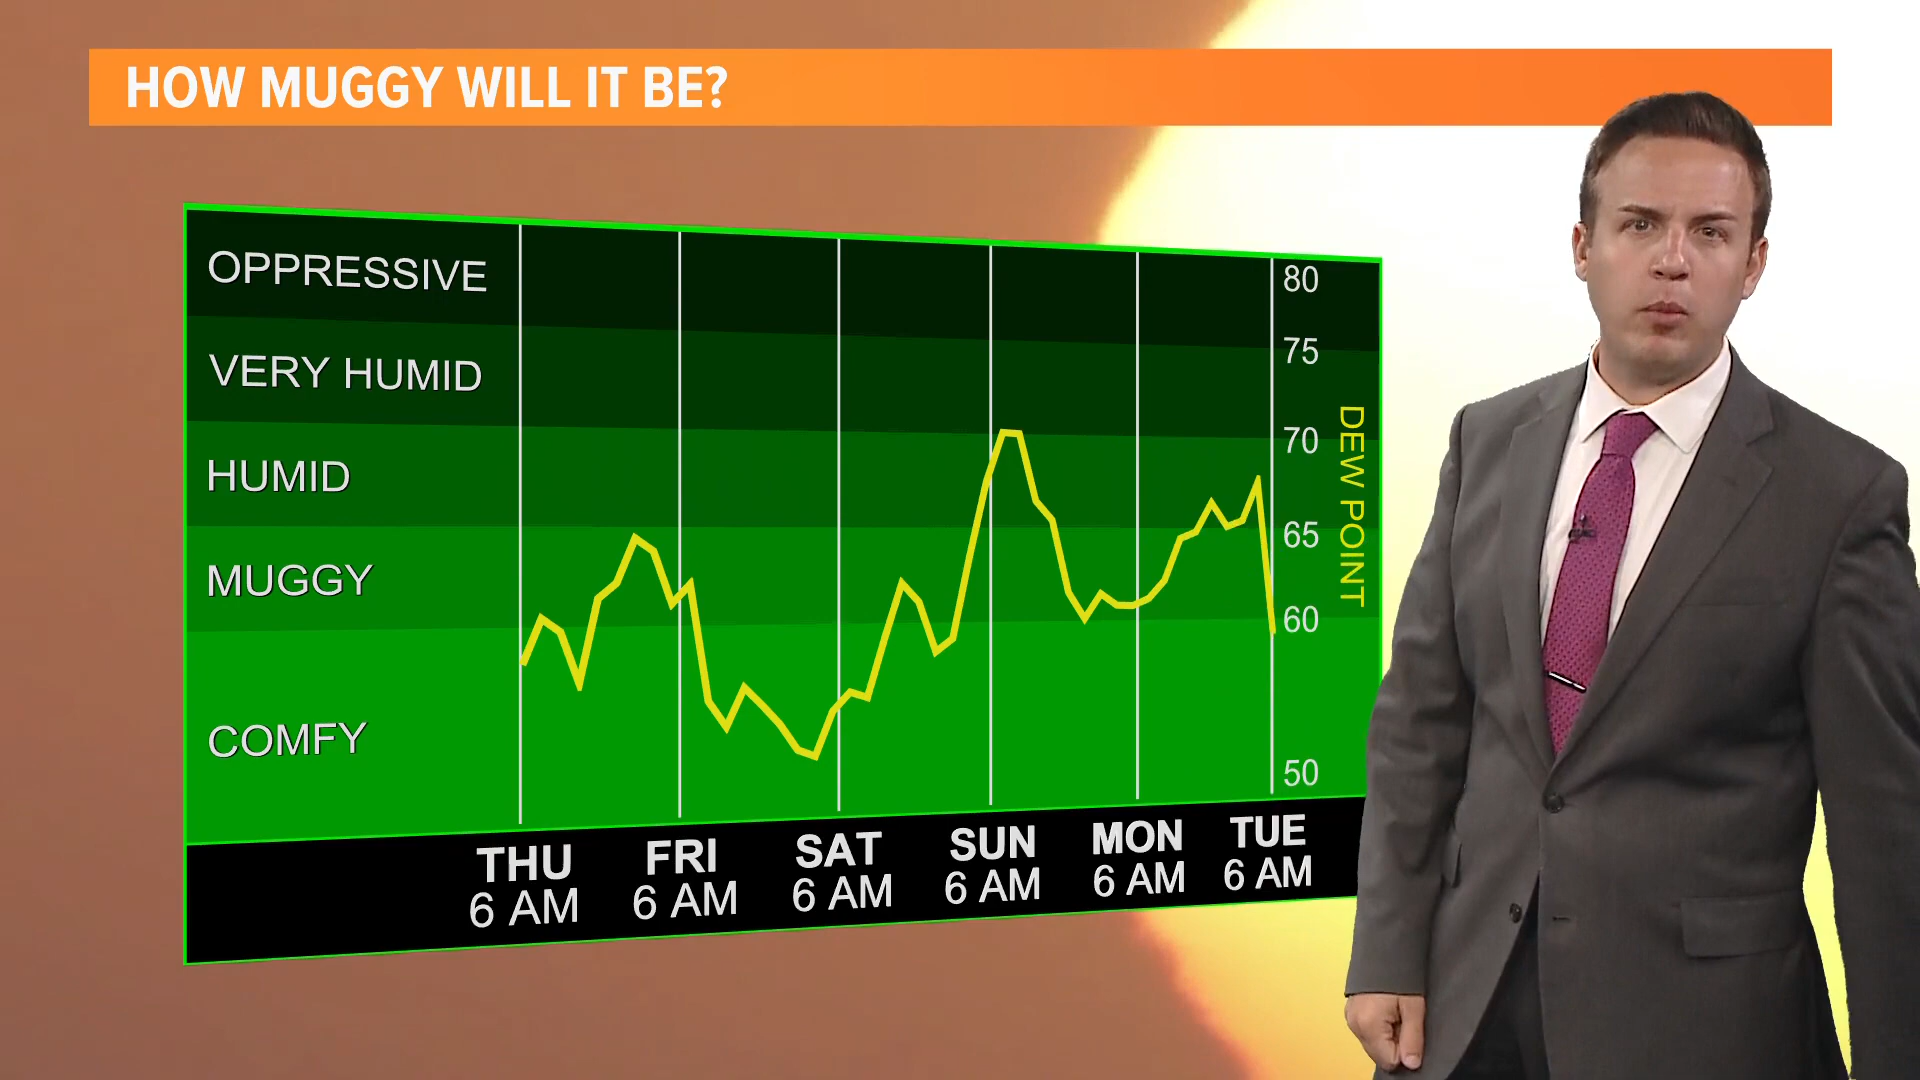 HOW MUGGY WILL IT BE?
OPPRESSIVE
VERY HUMID
HUMID
MUGGY
COMFY
80
75
70
65
60
50
DEW POINT
THU
6 AM
FRI
6 AM
SAT
6 AM
SUN
6 AM
MON
6 AM
TUE
6 AM